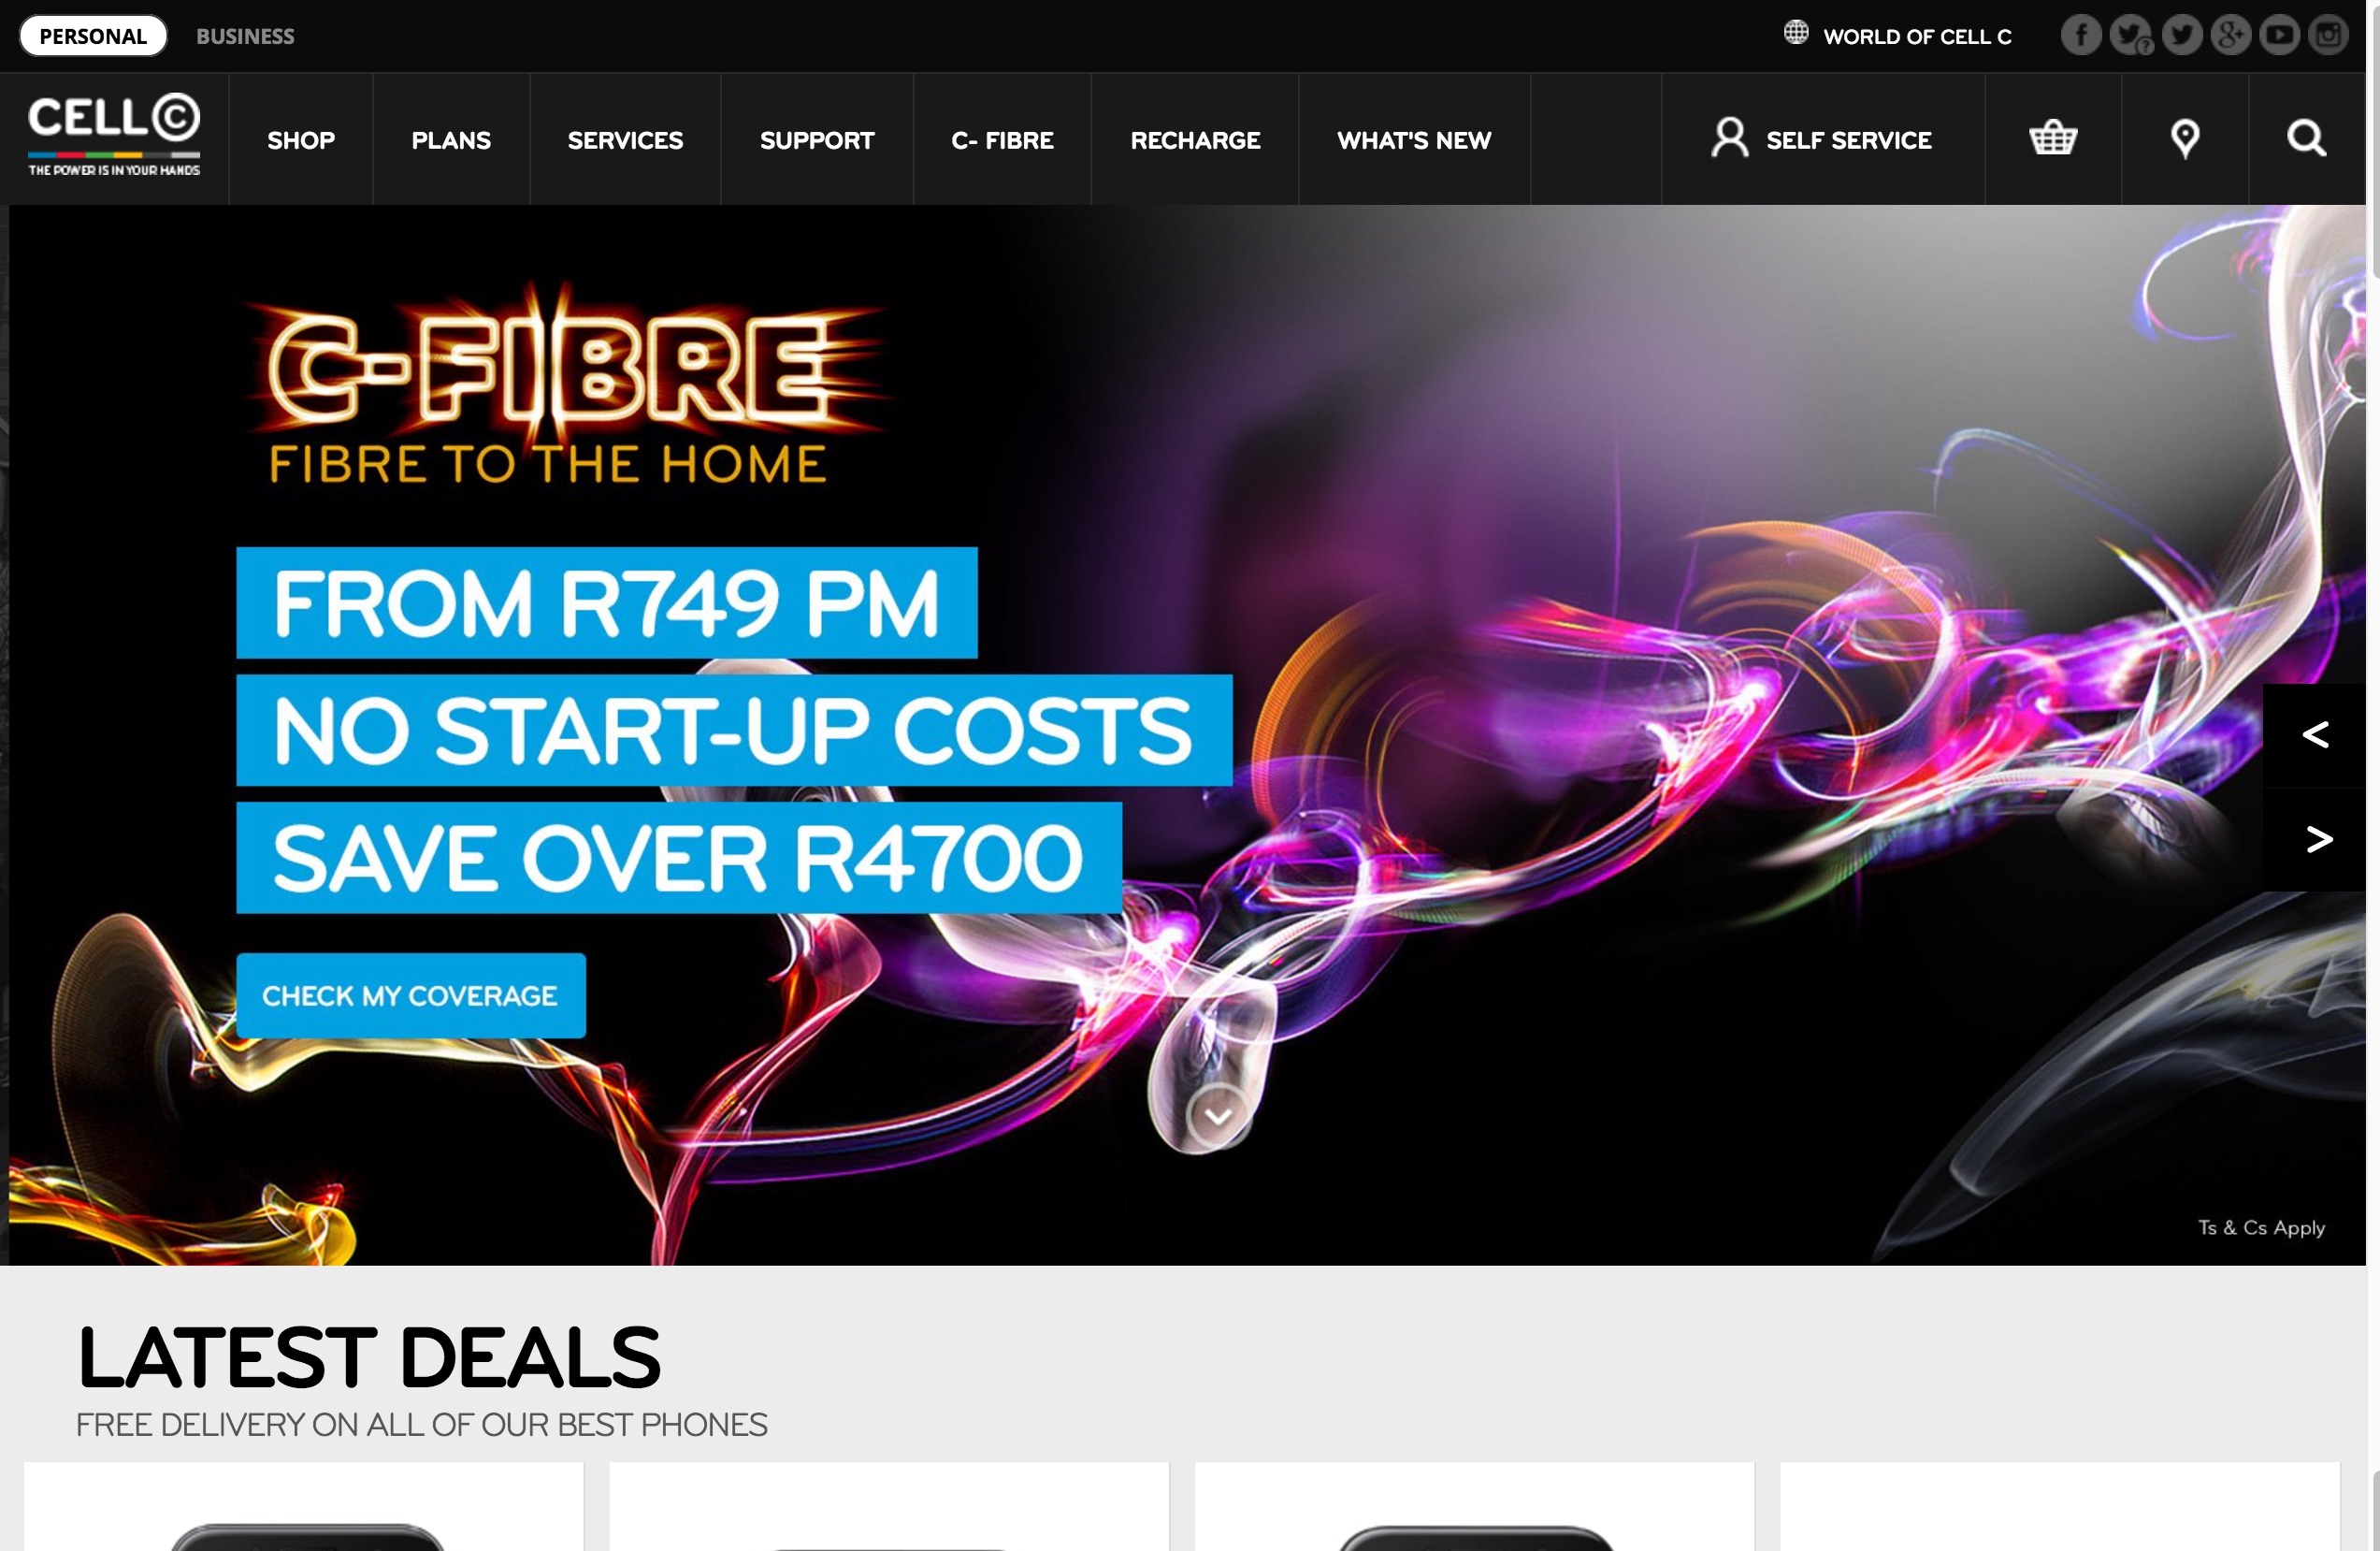 PERSONAL BUSINESS WORLD OF CELL C
CELL C
THE POWER IS IN YOUR HANDS
SHOP PLANS SERVICES SUPPORT C- FIBRE RECHARGE WHAT'S NEW SELF SERVICE
C-FIBRE
FIBRE TO THE HOME
FROM R749 PM
NO START-UP COSTS
SAVE OVER R4700
<
>
CHECK MY COVERAGE
Ts & Cs Apply
LATEST DEALS
FREE DELIVERY ON ALL OF OUR BEST PHONES